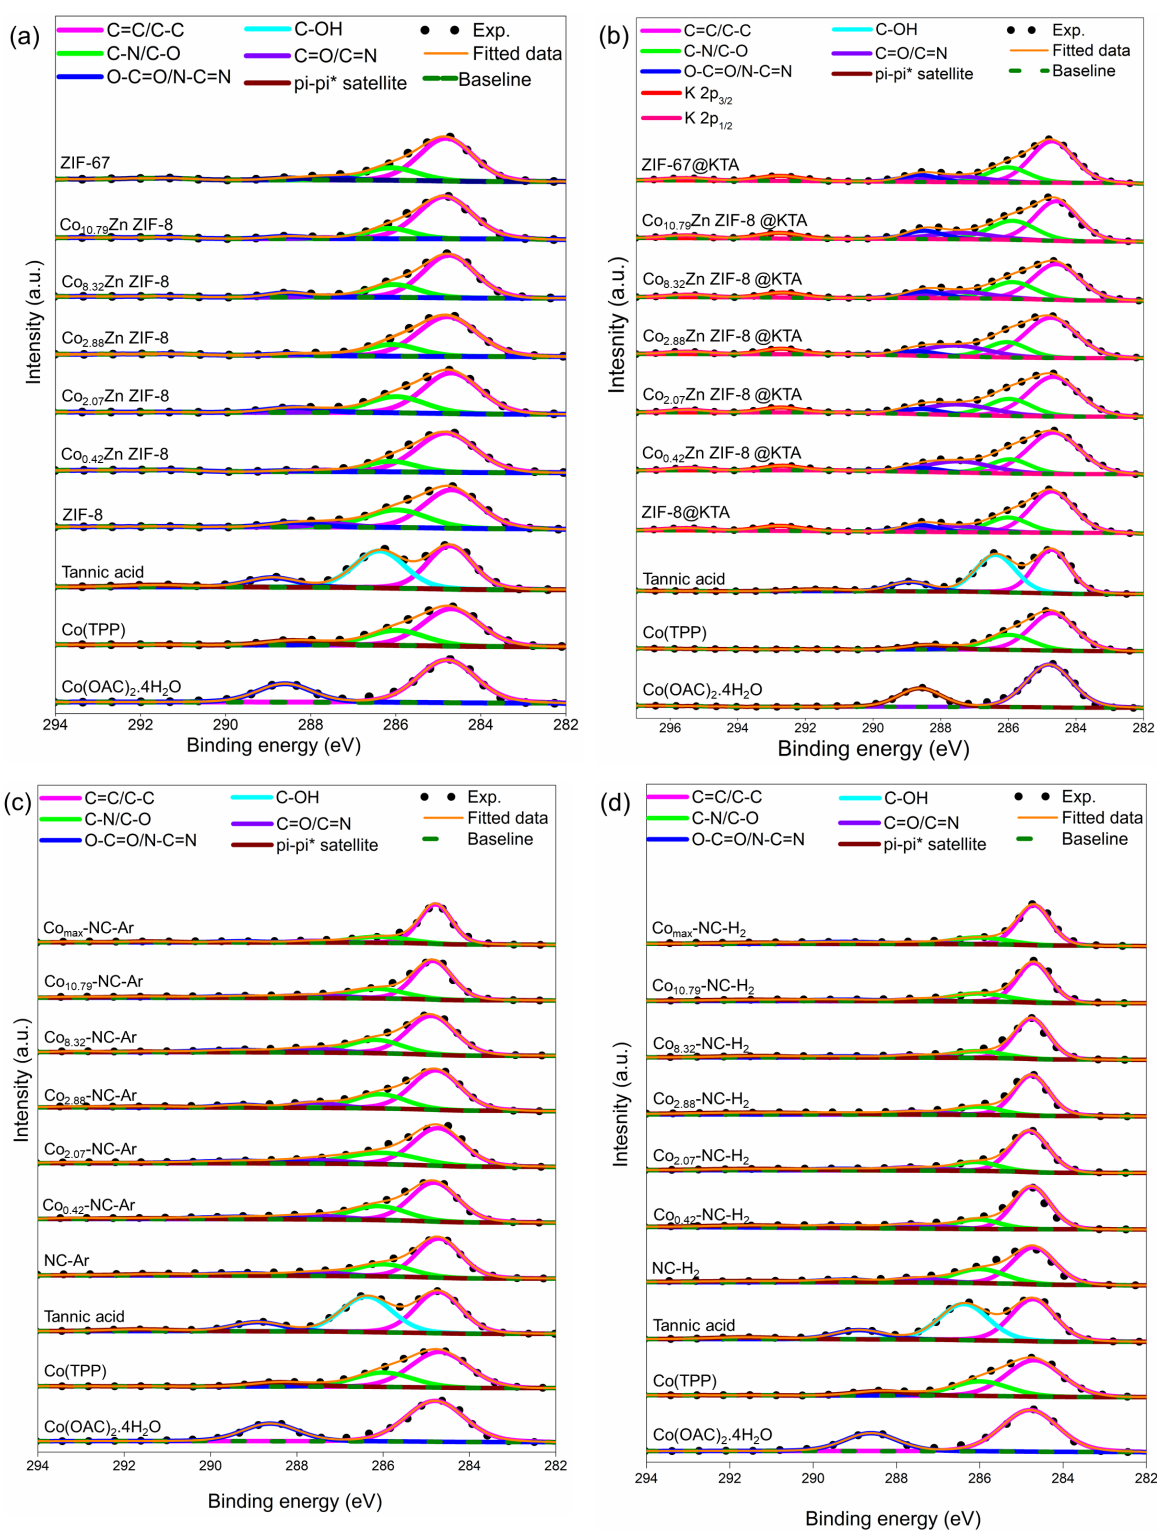 (a)
C=C/C-C
C-N/C-O
O-C=O/N-C=N
C-OH
C=O/C=N
pi-pi* satellite
Exp.
Fitted data
Baseline
ZIF-67
Co10.79Zn ZIF-8
Co8.32Zn ZIF-8
Co2.88Zn ZIF-8
Co2.07Zn ZIF-8
Co0.42Zn ZIF-8
ZIF-8
Tannic acid
Co(TPP)
Co(OAC)2.4H2O
Intensity (a.u.)
294 292 290 288 286 284 282
Binding energy (eV)
(b)
C=C/C-C
C-N/C-O
O-C=O/N-C=N
K 2p3/2
K 2p1/2
C-OH
C=O/C=N
pi-pi* satellite
Exp.
Fitted data
Baseline
ZIF-67@KTA
Co10.79Zn ZIF-8 @KTA
Co8.32Zn ZIF-8 @KTA
Co2.88Zn ZIF-8 @KTA
Co2.07Zn ZIF-8 @KTA
Co0.42Zn ZIF-8 @KTA
ZIF-8@KTA
Tannic acid
Co(TPP)
Co(OAC)2.4H2O
Intesnity (a.u.)
296 294 292 290 288 286 284 282
Binding energy (eV)
(c)
C=C/C-C
C-N/C-O
O-C=O/N-C=N
C-OH
C=O/C=N
pi-pi* satellite
Exp.
Fitted data
Baseline
Comax-NC-Ar
Co10.79-NC-Ar
Co8.32-NC-Ar
Co2.88-NC-Ar
Co2.07-NC-Ar
Co0.42-NC-Ar
NC-Ar
Tannic acid
Co(TPP)
Co(OAC)2.4H2O
Intensity (a.u.)
294 292 290 288 286 284 282
Binding energy (eV)
(d)
C=C/C-C
C-N/C-O
O-C=O/N-C=N
C-OH
C=O/C=N
pi-pi* satellite
Exp.
Fitted data
Baseline
Comax-NC-H2
Co10.79-NC-H2
Co8.32-NC-H2
Co2.88-NC-H2
Co2.07-NC-H2
Co0.42-NC-H2
NC-H2
Tannic acid
Co(TPP)
Co(OAC)2.4H2O
Intesnity (a.u.)
294 292 290 288 286 284 282
Binding energy (eV)